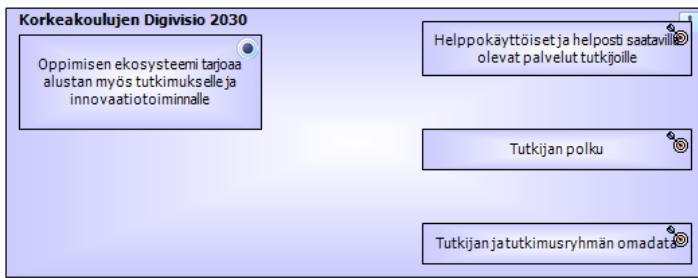 Korkeakoulujen Digivisio 2030
Oppimisen ekosysteemi tarjoaa
alustan myös tutkimukselle ja
innovaatiotoiminnalle
Helppokäyttöiset ja helposti saatavilla
olevat palvelut tutkijoille
Tutkijan polku
Tutkijan ja tutkimusryhmän omadata